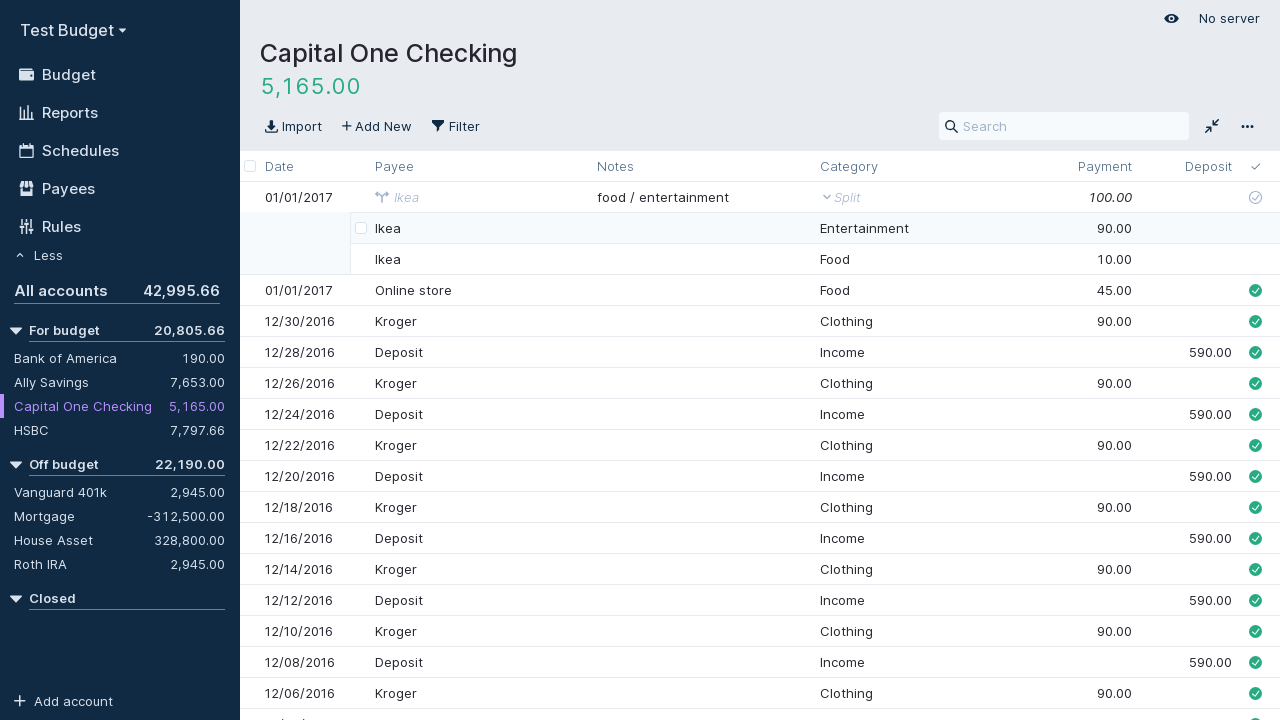 Test Budget
Budget
Reports
Schedules
Payees
Rules
Less
All accounts 42,995.66
For budget 20,805.66
Bank of America 190.00
Ally Savings 7,653.00
Capital One Checking 5,165.00
HSBC 7,797.66
Off budget 22,190.00
Vanguard 401k 2,945.00
Mortgage -312,500.00
House Asset 328,800.00
Roth IRA 2,945.00
Closed
Add account
No server
Capital One Checking
5,165.00
Import Add New Filter Search
Date Payee Notes Category Payment Deposit
01/01/2017 Ikea food / entertainment Split 100.00
Ikea Entertainment 90.00
Ikea Food 10.00
01/01/2017 Online store Food 45.00
12/30/2016 Kroger Clothing 90.00
12/28/2016 Deposit Income 590.00
12/26/2016 Kroger Clothing 90.00
12/24/2016 Deposit Income 590.00
12/22/2016 Kroger Clothing 90.00
12/20/2016 Deposit Income 590.00
12/18/2016 Kroger Clothing 90.00
12/16/2016 Deposit Income 590.00
12/14/2016 Kroger Clothing 90.00
12/12/2016 Deposit Income 590.00
12/10/2016 Kroger Clothing 90.00
12/08/2016 Deposit Income 590.00
12/06/2016 Kroger Clothing 90.00